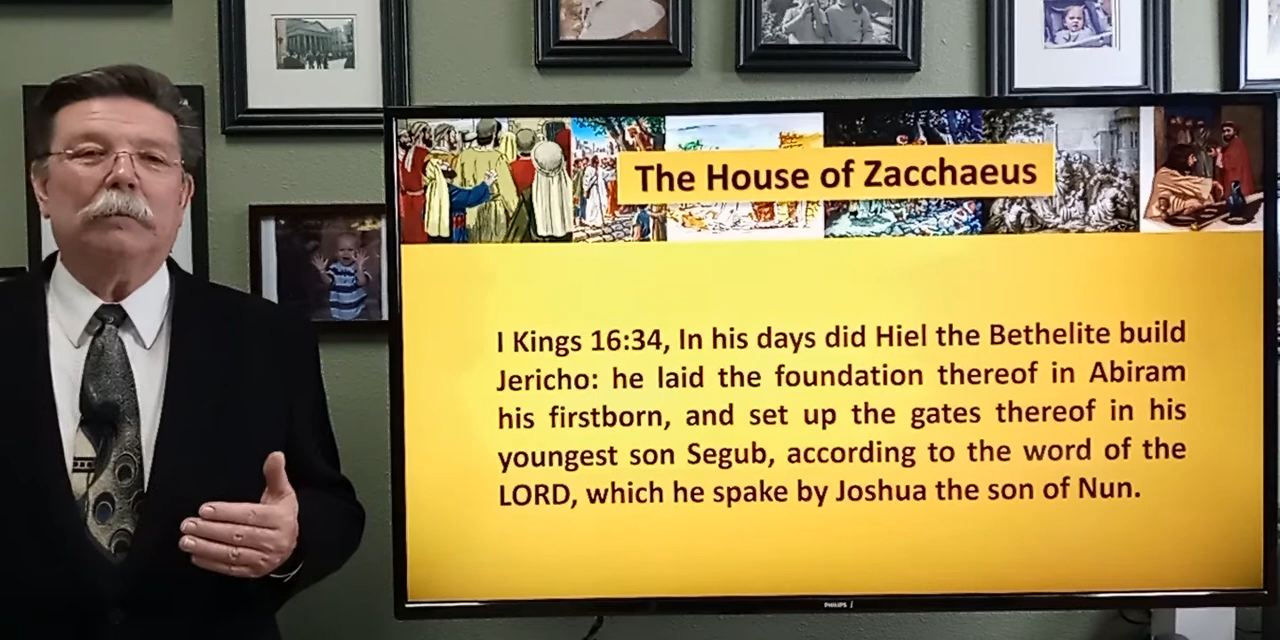 The House of Zacchaeus
I Kings 16:34, In his days did Hiel the Bethelite build
Jericho: he laid the foundation thereof in Abiram
his firstborn, and set up the gates thereof in his
youngest son Segub, according to the word of the
LORD, which he spake by Joshua the son of Nun.
PHILIPS